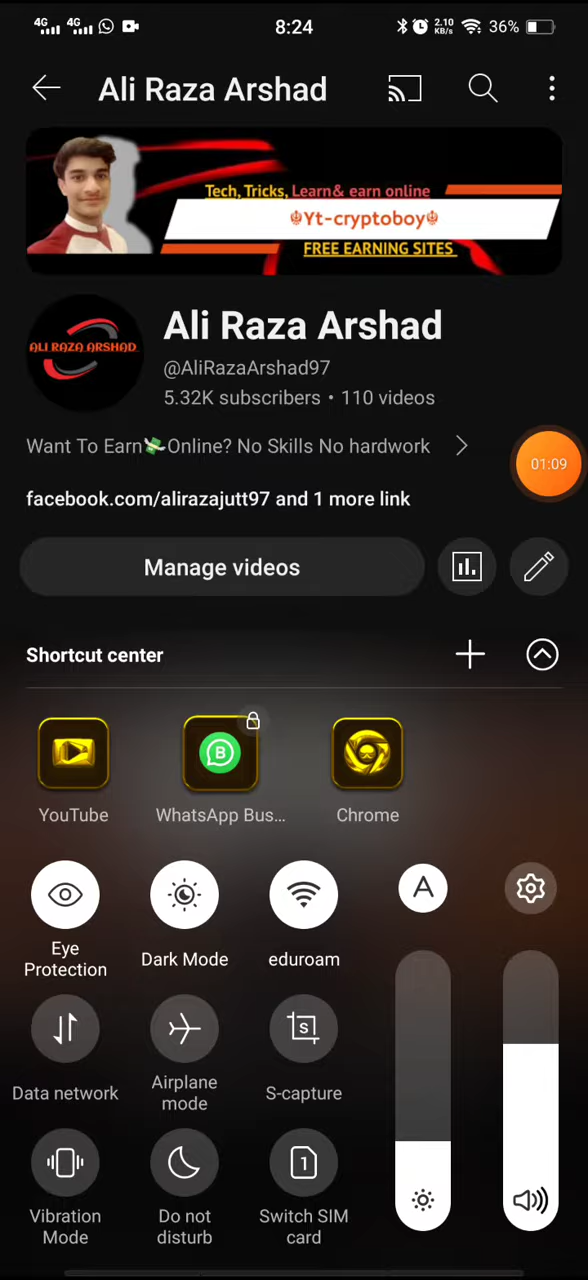 4G 4G 8:24 2.10 KB/s 36%
Ali Raza Arshad
Tech, Tricks, Learn& earn online
☬Yt-cryptoboy☬
FREE EARNING SITES
ALI RAZA ARSHAD
Ali Raza Arshad
@AliRazaArshad97
5.32K subscribers • 110 videos
Want To Earn💸Online? No Skills No hardwork
01:09
facebook.com/alirazajutt97 and 1 more link
Manage videos
Shortcut center
YouTube WhatsApp Bus... Chrome
A
Eye Protection Dark Mode eduroam
S
Data network Airplane mode S-capture
1
Vibration Mode Do not disturb Switch SIM card